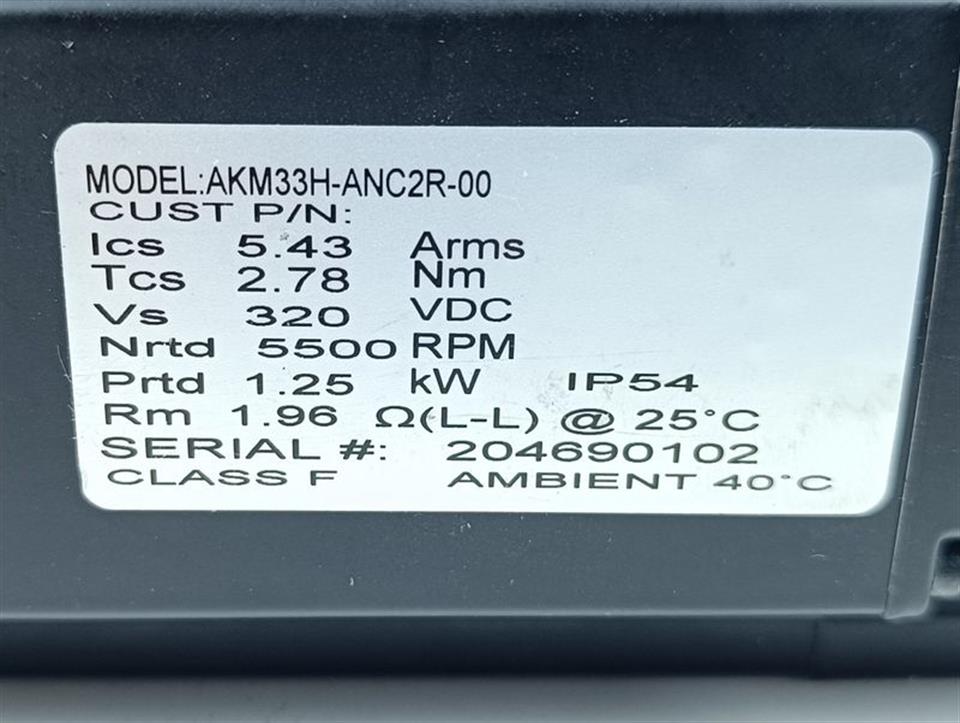 MODEL:AKM33H-ANC2R-00
CUST P/N:
Ics 5.43 Arms
Tcs 2.78 Nm
Vs 320 VDC
Nrtd 5500 RPM
Prtd 1.25 kW IP54
Rm 1.96 Ω(L-L) @ 25°C
SERIAL #: 204690102
CLASS F AMBIENT 40°C